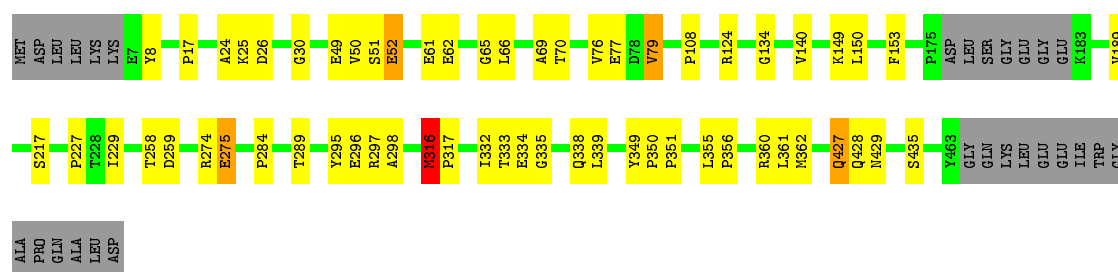 MET ASP LEU LEU LYS LYS E7 Y8 P17 A24 K25 D26 G30 E49 V50 S51 E52 E61 E62 G65 L66 A69 T70 V76 E77 D78 V79 P108 R124 G134 V140 K149 L150 F153 P175 ASP LEU SER GLY GLU GLY GLU K183 V189
S217 P227 T228 I229 T258 D259 R274 E275 P284 T289 Y295 E296 R297 A298 M316 P317 I332 T333 E334 G335 Q338 L339 Y349 P350 P351 L355 P356 R360 L361 M362 Q427 Q428 N429 S435 Y463 GLY GLN LYS LEU GLU GLU ILE TRP GLY
ALA PRO GLN ALA LEU ASP